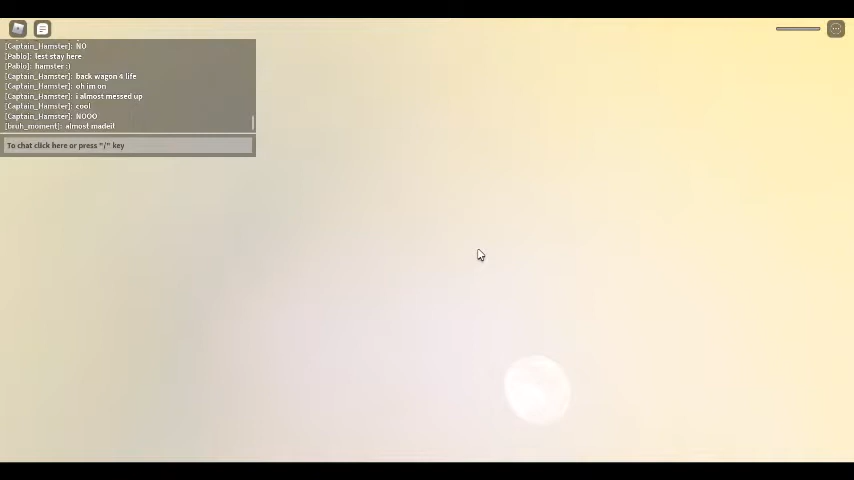 [Captain_Hamster]: NO
[Pablo]: lest stay here
[Pablo]: hamster :)
[Captain_Hamster]: back wagon 4 life
[Captain_Hamster]: oh im on
[Captain_Hamster]: i almost messed up
[Captain_Hamster]: cool
[Captain_Hamster]: NOOO
[bruh_moment]: almost madeit
To chat click here or press "/" key